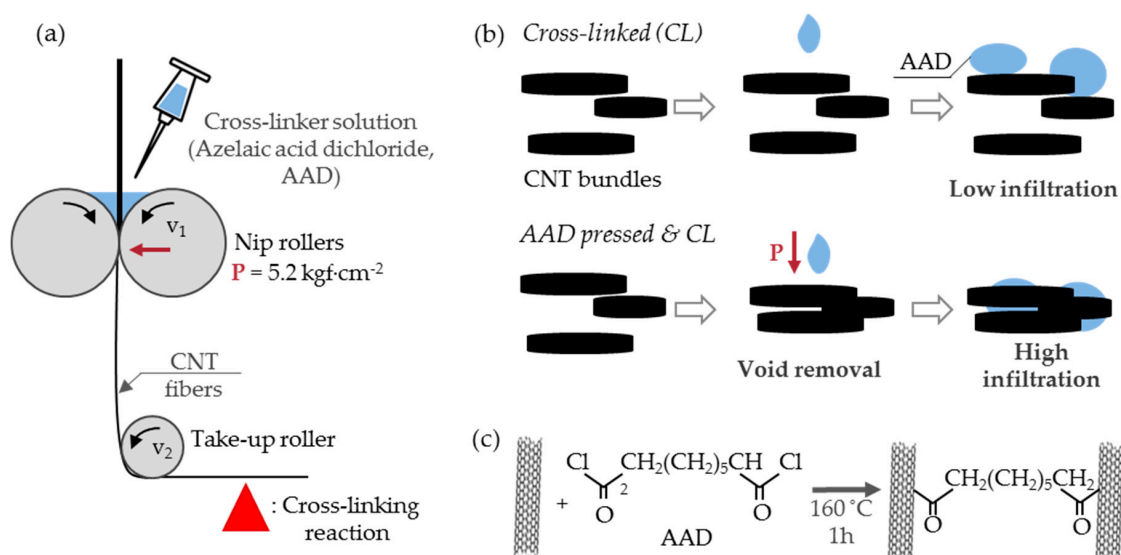 (a)
Cross-linker solution
(Azelaic acid dichloride,
AAD)
v₁
Nip rollers
P = 5.2 kgf·cm⁻²
CNT
fibers
v₂
Take-up roller
: Cross-linking
reaction
(b)
Cross-linked (CL)
AAD
CNT bundles
Low infiltration
AAD pressed & CL
P
Void removal
High
infiltration
(c)
Cl CH₂(CH₂)₅CH Cl
+ 2
O O
AAD
160 °C
1h
CH₂(CH₂)₅CH₂
O O